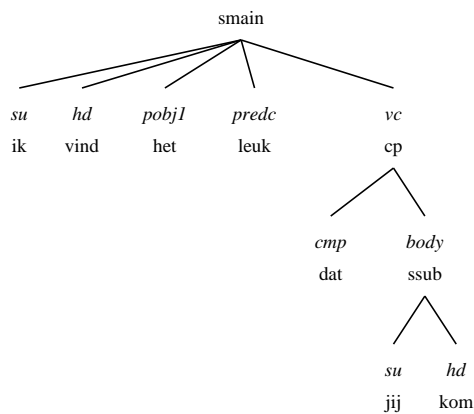 smain
su hd pobj1 predc vc
ik vind het leuk cp
cmp body
dat ssub
su hd
jij kom